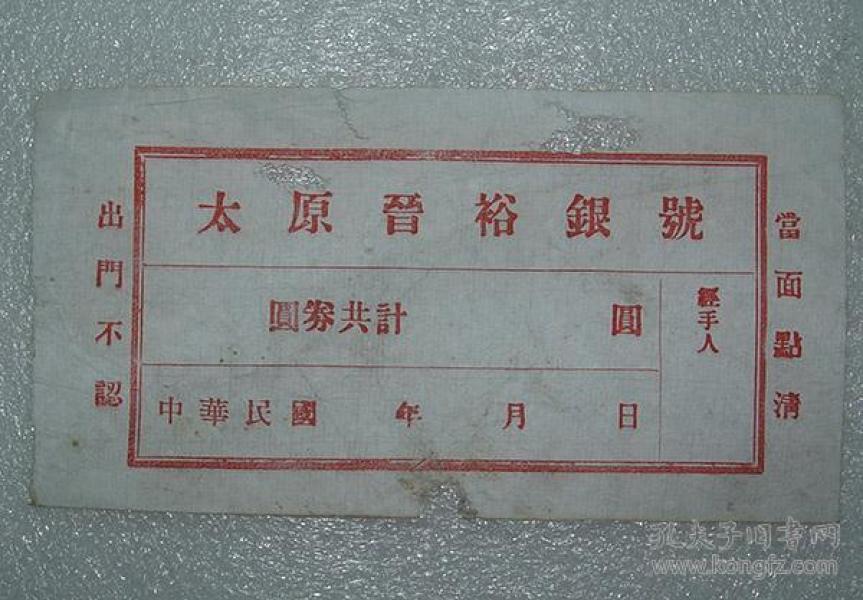 太原晉裕銀號
圓劵共計 圓
經手人
中華民國 年 月 日
當面點清
出門不認
孔夫子旧书网
www.kongfz.com